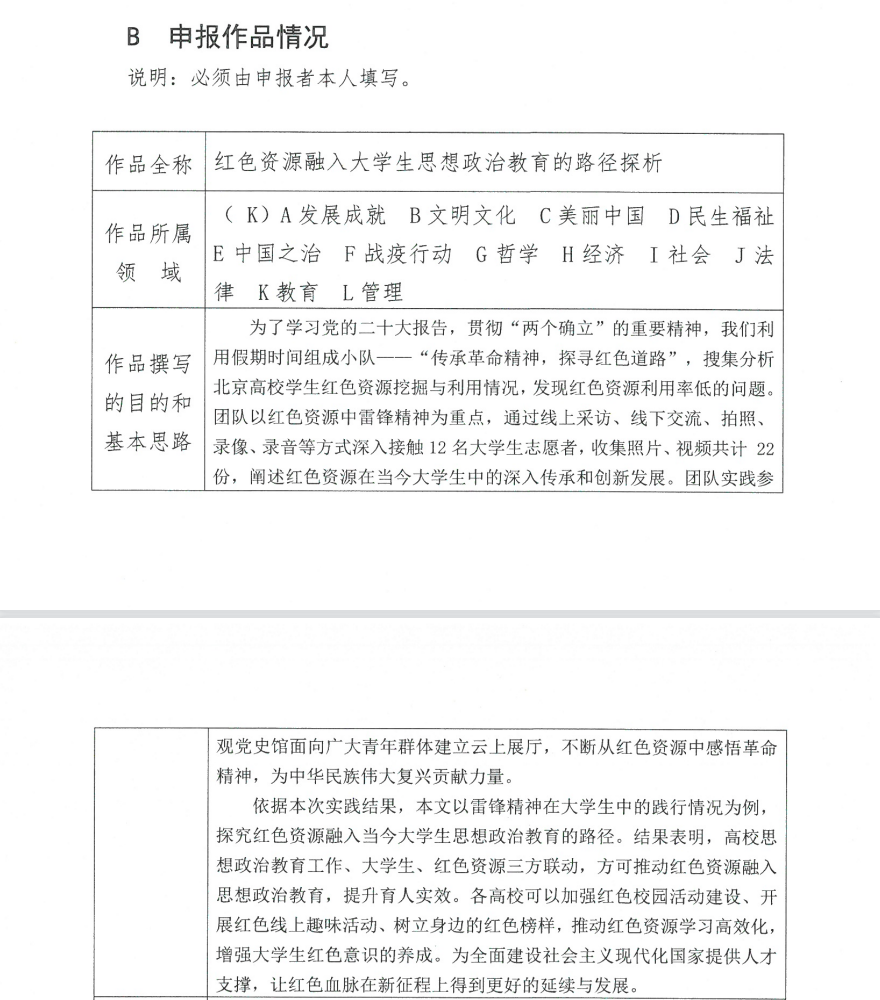 B 申报作品情况
说明：必须由申报者本人填写。
作品全称
红色资源融入大学生思想政治教育的路径探析
作品所属
领 域
（ K）A 发展成就 B 文明文化 C 美丽中国 D 民生福祉
E 中国之治 F 战疫行动 G 哲学 H 经济 I 社会 J 法
律 K 教育 L 管理
作品撰写
的目的和
基本思路
为了学习党的二十大报告，贯彻“两个确立”的重要精神，我们利
用假期时间组成小队——“传承革命精神，探寻红色道路”，搜集分析
北京高校学生红色资源挖掘与利用情况，发现红色资源利用率低的问题。
团队以红色资源中雷锋精神为重点，通过线上采访、线下交流、拍照、
录像、录音等方式深入接触 12 名大学生志愿者，收集照片、视频共计 22
份，阐述红色资源在当今大学生中的深入传承和创新发展。团队实践参
观党史馆面向广大青年群体建立云上展厅，不断从红色资源中感悟革命
精神，为中华民族伟大复兴贡献力量。
依据本次实践结果，本文以雷锋精神在大学生中的践行情况为例，
探究红色资源融入当今大学生思想政治教育的路径。结果表明，高校思
想政治教育工作、大学生、红色资源三方联动，方可推动红色资源融入
思想政治教育，提升育人实效。各高校可以加强红色校园活动建设、开
展红色线上趣味活动、树立身边的红色榜样，推动红色资源学习高效化，
增强大学生红色意识的养成。为全面建设社会主义现代化国家提供人才
支撑，让红色血脉在新征程上得到更好的延续与发展。